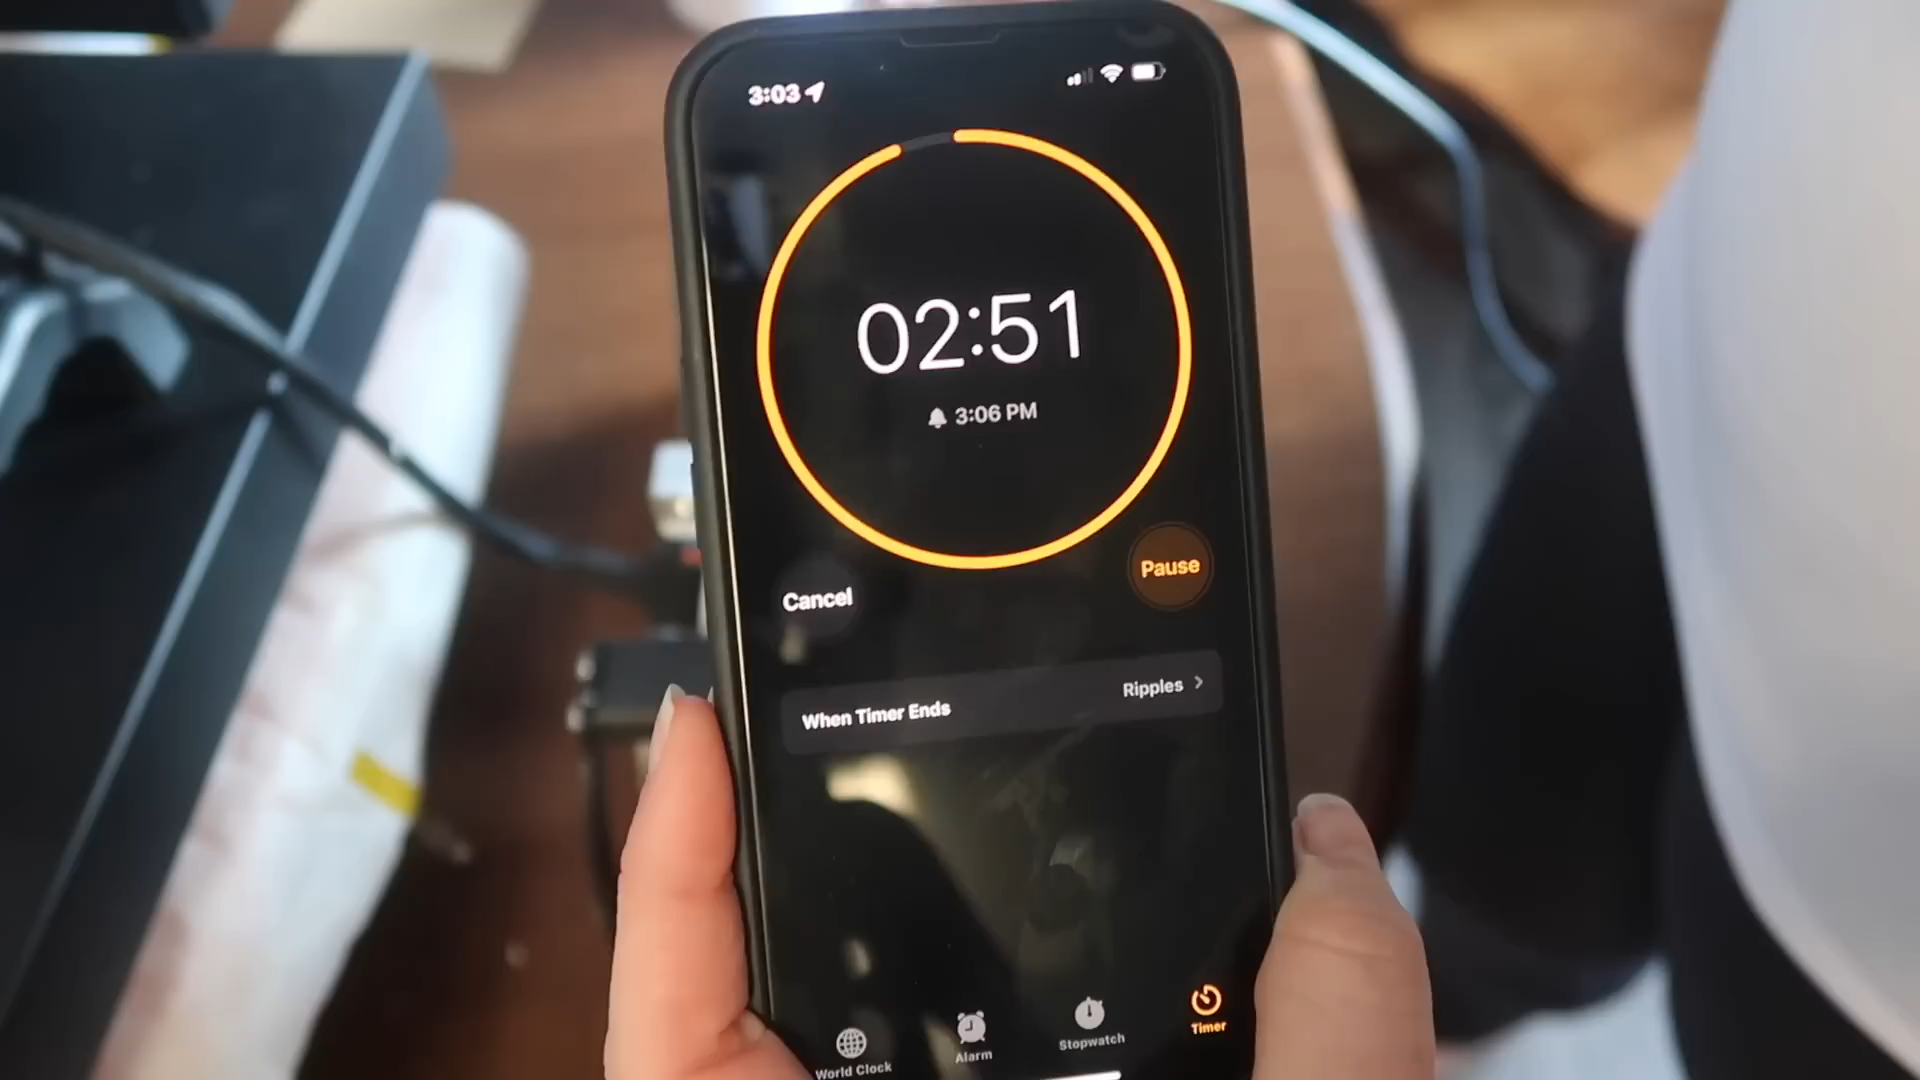 3:03
02:51
3:06 PM
Cancel
Pause
When Timer Ends
Ripples
World Clock
Alarm
Stopwatch
Timer